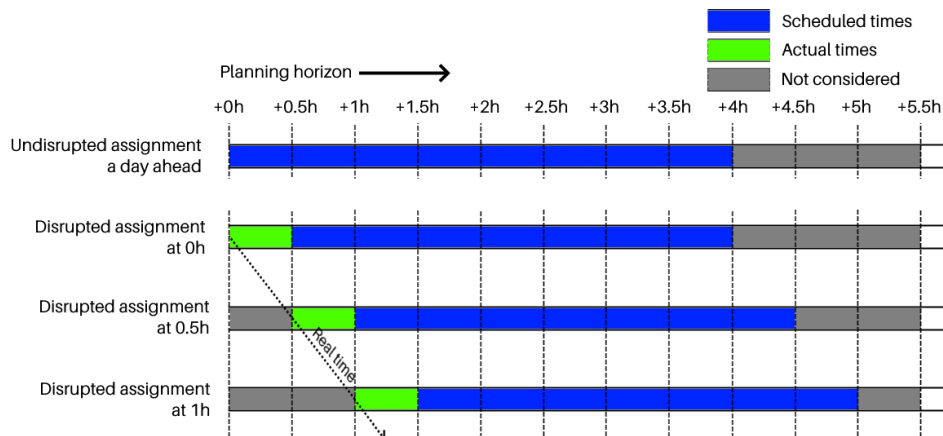 Scheduled times
Actual times
Not considered
Planning horizon
+0h +0.5h +1h +1.5h +2h +2.5h +3h +3.5h +4h +4.5h +5h +5.5h
Undisrupted assignment
a day ahead
Disrupted assignment
at 0h
Disrupted assignment
at 0.5h
Real time
Disrupted assignment
at 1h